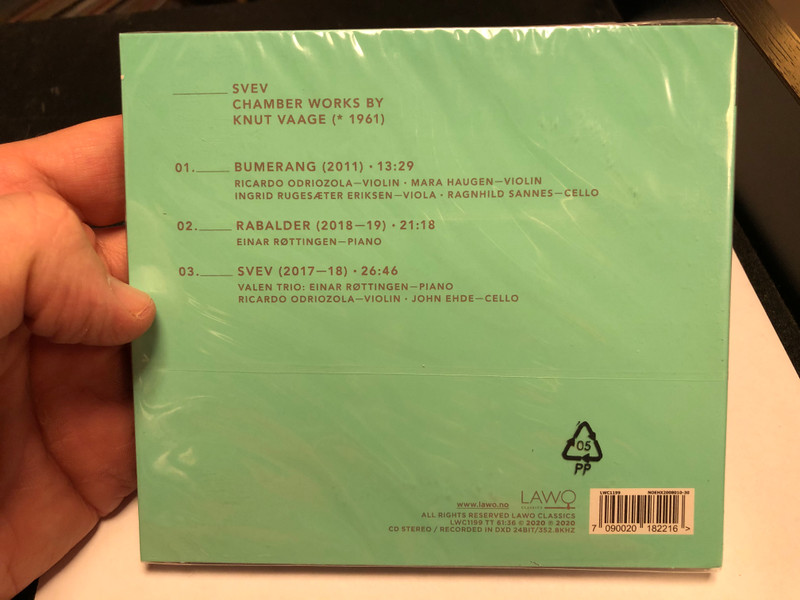 SVEV
CHAMBER WORKS BY
KNUT VAAGE (* 1961)
01. BUMERANG (2011) • 13:29
RICARDO ODRIOZOLA—VIOLIN • MARA HAUGEN—VIOLIN
INGRID RUGESÆTER ERIKSEN—VIOLA • RAGNHILD SANNES—CELLO
02. RABALDER (2018—19) • 21:18
EINAR RØTTINGEN—PIANO
03. SVEV (2017—18) • 26:46
VALEN TRIO: EINAR RØTTINGEN—PIANO
RICARDO ODRIOZOLA—VIOLIN • JOHN EHDE—CELLO
05
PP
www.lawo.no
LAWO
CLASSICS
ALL RIGHTS RESERVED LAWO CLASSICS
LWC1199 TT 61:36 © 2020 ℗ 2020
CD STEREO / RECORDED IN DXD 24BIT/352.8KHZ
LWC1199
7 090020 182216 >